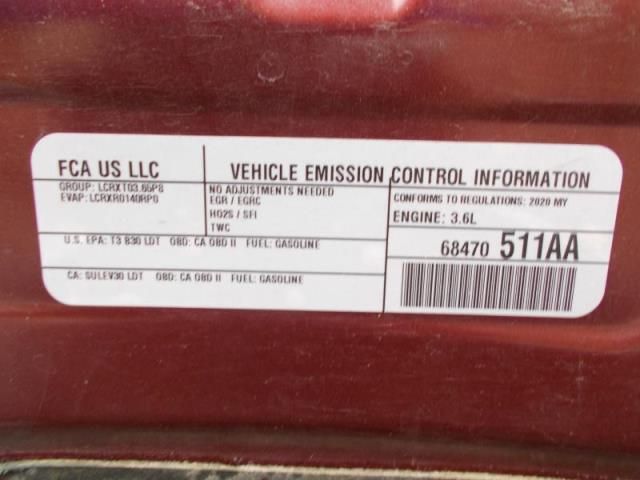 FCA US LLC
VEHICLE EMISSION CONTROL INFORMATION
GROUP: LCRXT03.65P8
EVAP: LCRXR0140RP0
NO ADJUSTMENTS NEEDED
EGR / EGRC
HO2S / SFI
TWC
CONFORMS TO REGULATIONS: 2020 MY
ENGINE: 3.6L
U.S. EPA: T3 B30 LDT OBD: CA OBD II FUEL: GASOLINE
68470 511AA
CA: SULEV30 LDT OBD: CA OBD II FUEL: GASOLINE